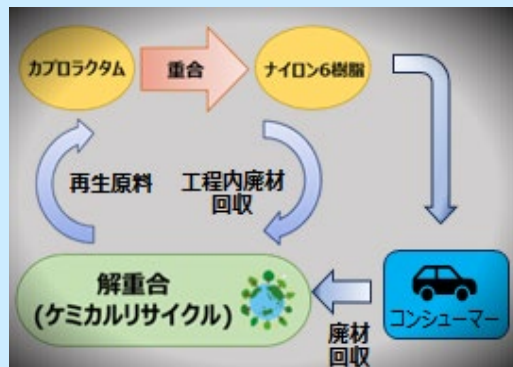 カプロラクタム
重合
ナイロン6樹脂
再生原料
工程内廃材
回収
解重合
(ケミカルリサイクル)
コンシューマー
廃材
回収